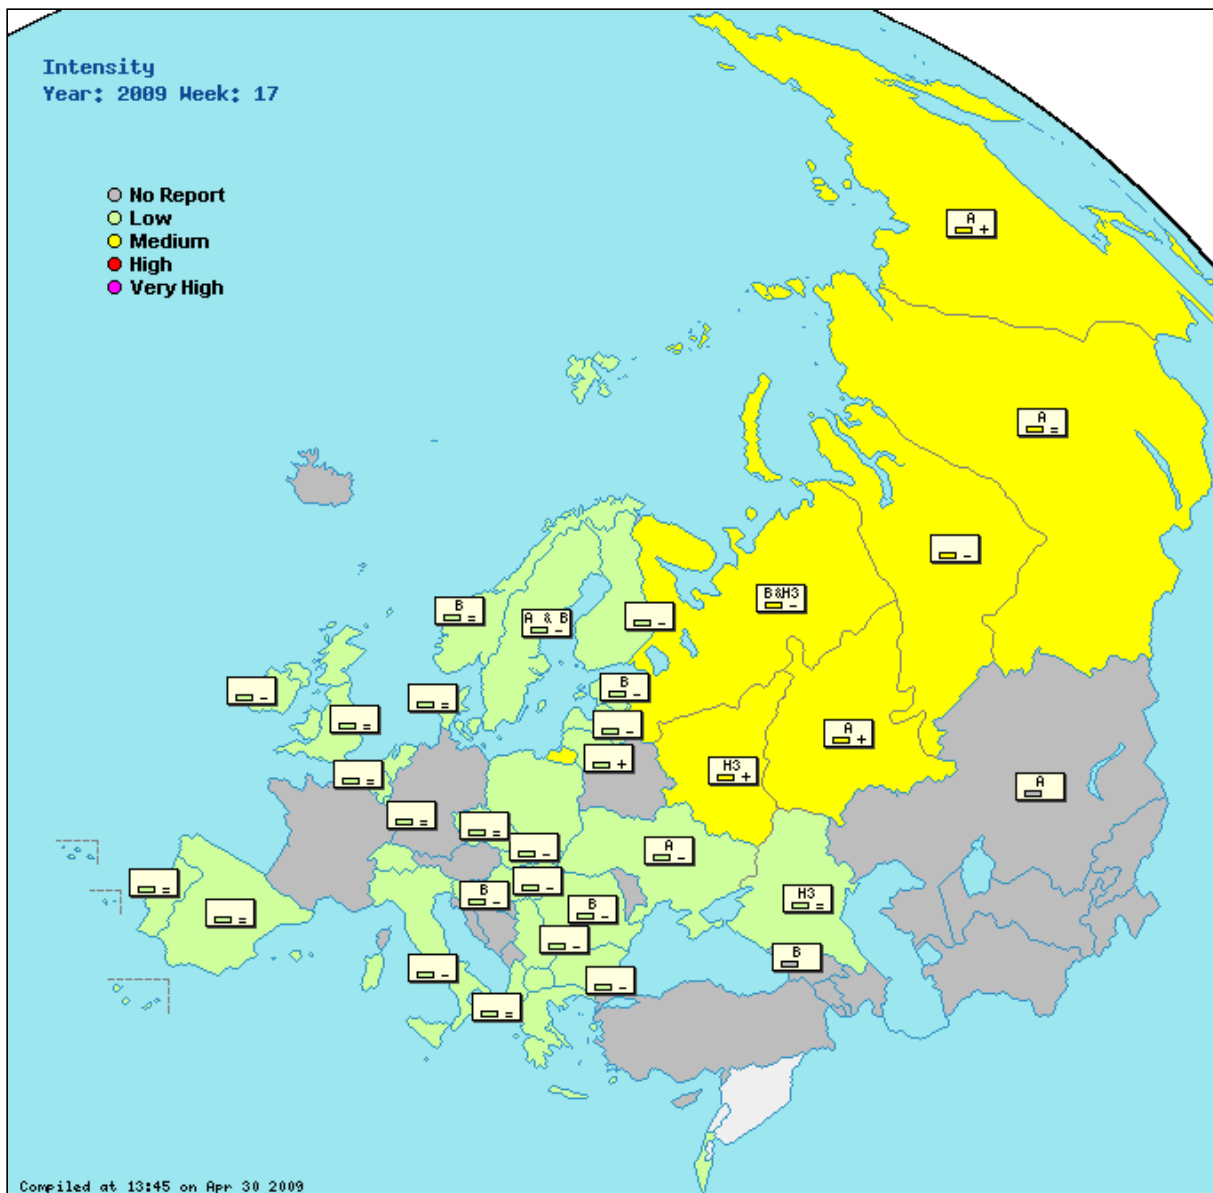 Intensity
Year: 2009 Week: 17
No Report
Low
Medium
High
Very High
A
+
A
=
-
B &H3
-
B
=
A & B
-
-
-
B
-
=
=
-
A
+
+
H3
+
=
A
=
=
A
-
-
=
-
B
-
H3
=
B
-
=
-
B
-
-
-
=
Compiled at 13:45 on Apr 30 2009